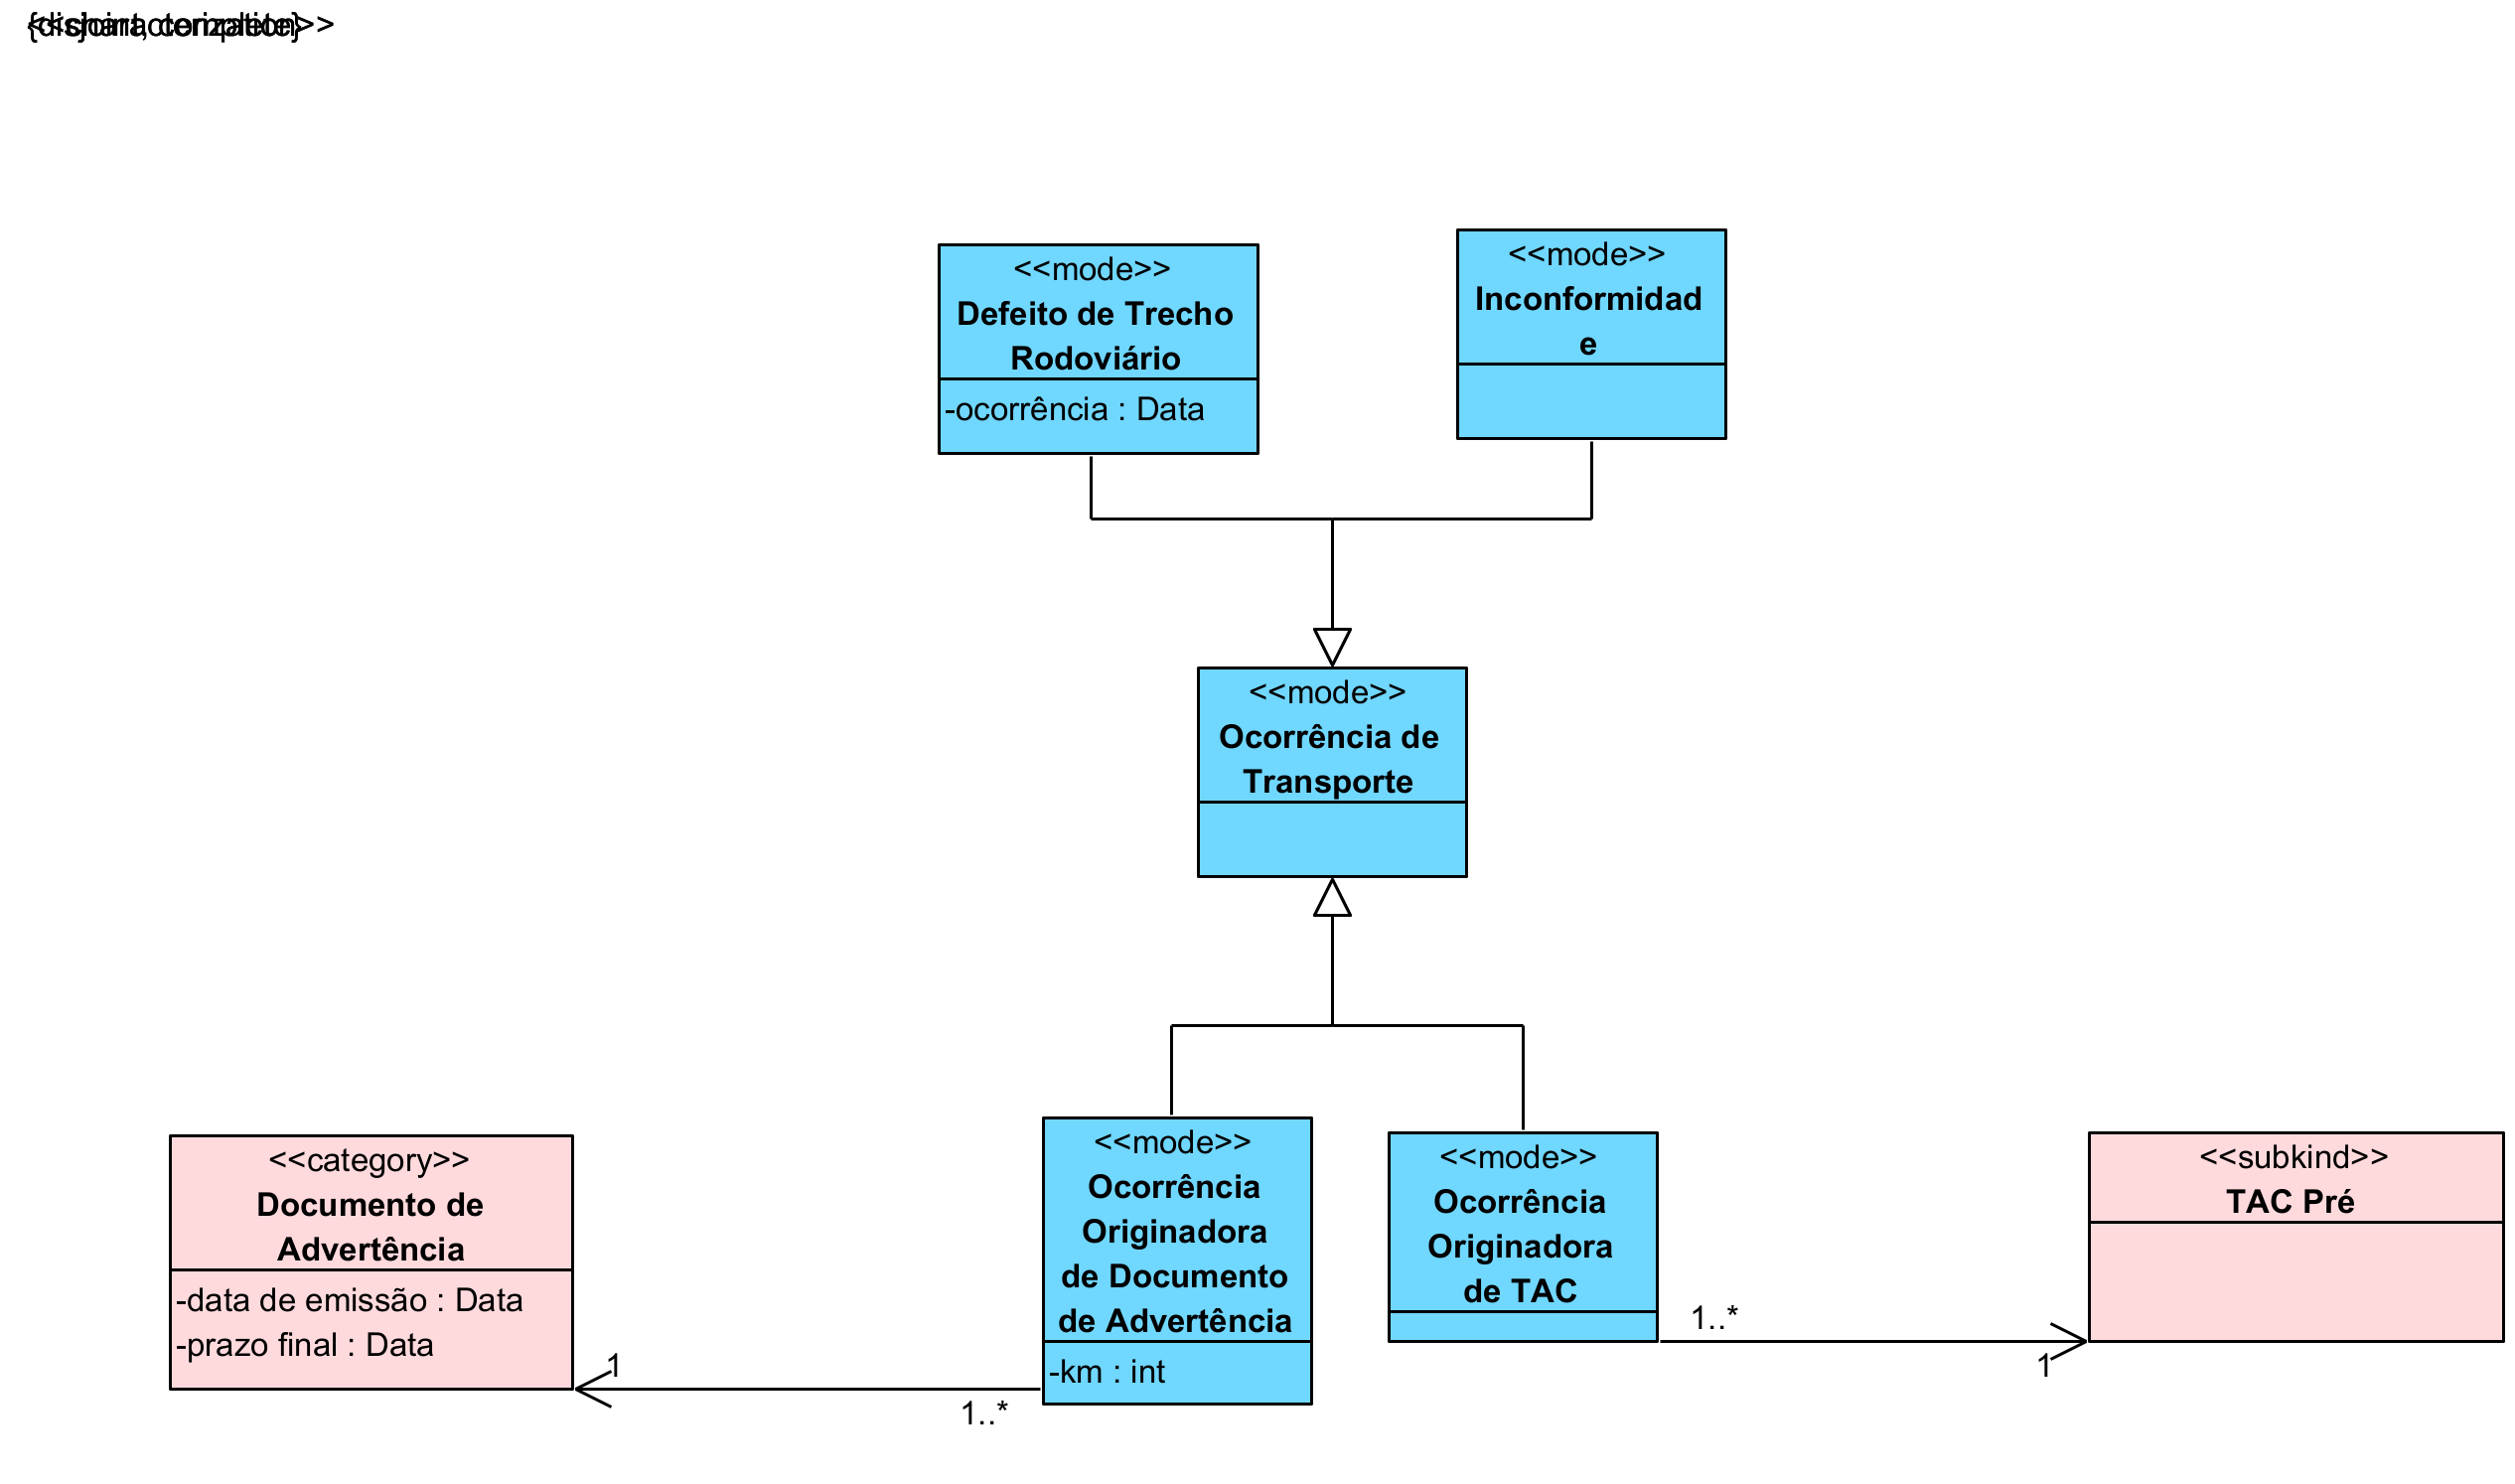 <<mode>>
Defeito de Trecho
Rodoviário
-ocorrência : Data
<<mode>>
Inconformidad
e
<<mode>>
Ocorrência de
Transporte
<<category>>
Documento de
Advertência
-data de emissão : Data
-prazo final : Data
1
1..*
<<mode>>
Ocorrência
Originadora
de Documento
de Advertência
-km : int
<<mode>>
Ocorrência
Originadora
de TAC
1..*
1
<<subkind>>
TAC Pré